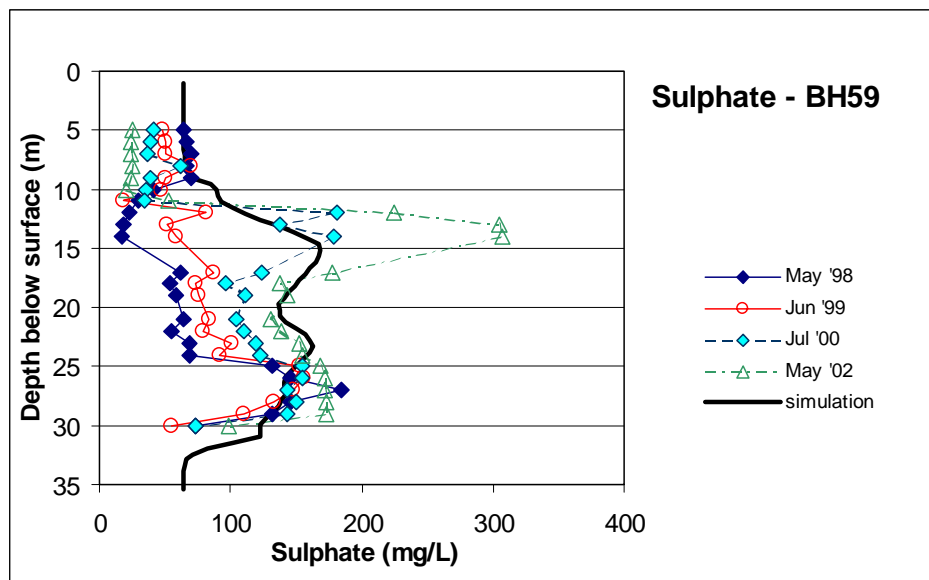 Sulphate - BH59
0
5
10
15
20
25
30
35
Depth below surface (m)
0 100 200 300 400
Sulphate (mg/L)
May '98
Jun '99
Jul '00
May '02
simulation